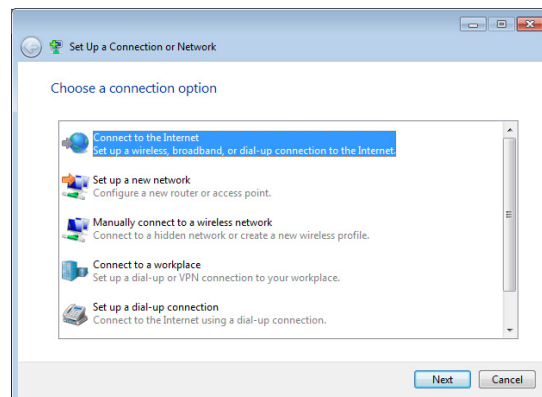 Set Up a Connection or Network
Choose a connection option
Connect to the Internet
Set up a wireless, broadband, or dial-up connection to the Internet.
Set up a new network
Configure a new router or access point.
Manually connect to a wireless network
Connect to a hidden network or create a new wireless profile.
Connect to a workplace
Set up a dial-up or VPN connection to your workplace.
Set up a dial-up connection
Connect to the Internet using a dial-up connection.
Next Cancel